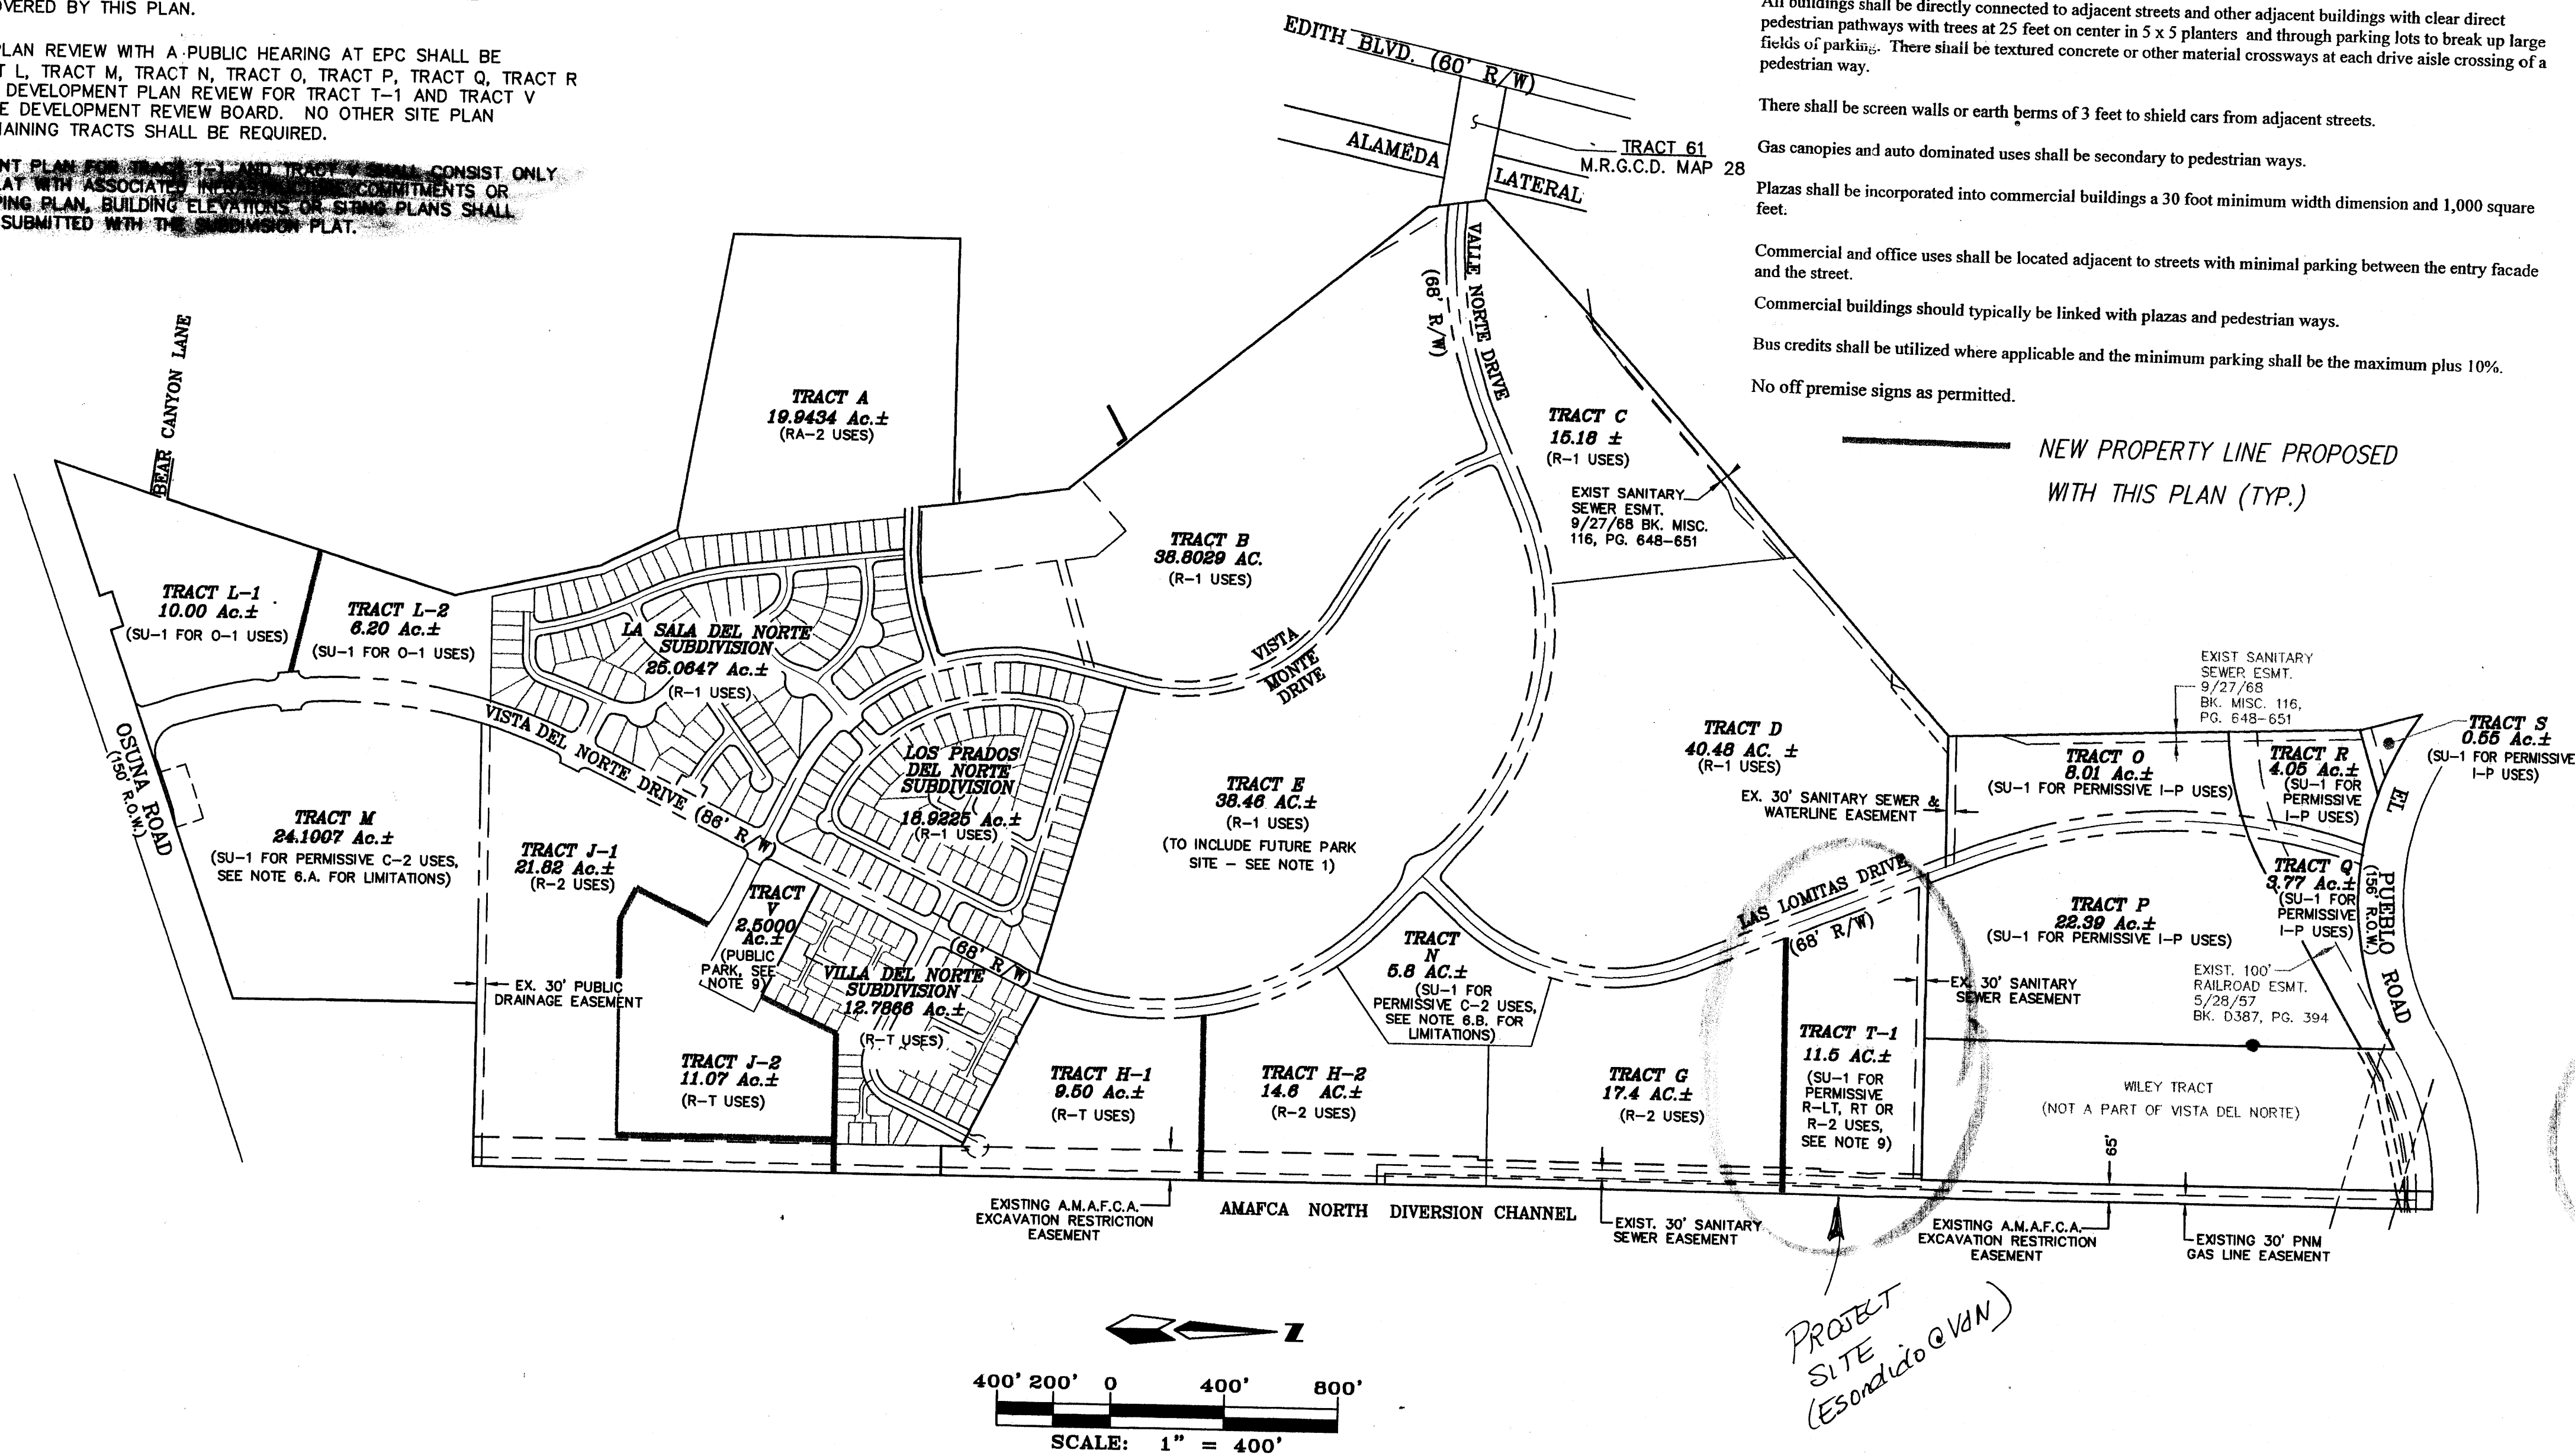 OVERED BY THIS PLAN.
PLAN REVIEW WITH A PUBLIC HEARING AT EPC SHALL BE
T L, TRACT M, TRACT N, TRACT O, TRACT P, TRACT Q, TRACT R
DEVELOPMENT PLAN REVIEW FOR TRACT T-1 AND TRACT V
E DEVELOPMENT REVIEW BOARD. NO OTHER SITE PLAN
MAINING TRACTS SHALL BE REQUIRED.
NT PLAN FOR TRACT T-1 AND TRACT V SHALL CONSIST ONLY
LAT WITH ASSOCIATED INFRASTRUCTURE COMMITMENTS OR
PING PLAN, BUILDING ELEVATIONS OR SITING PLANS SHALL
SUBMITTED WITH THE SUBDIVISION PLAT.
All buildings shall be directly connected to adjacent streets and other adjacent buildings with clear direct
pedestrian pathways with trees at 25 feet on center in 5 x 5 planters and through parking lots to break up large
fields of parking. There shall be textured concrete or other material crossways at each drive aisle crossing of a
pedestrian way.
There shall be screen walls or earth berms of 3 feet to shield cars from adjacent streets.
Gas canopies and auto dominated uses shall be secondary to pedestrian ways.
Plazas shall be incorporated into commercial buildings a 30 foot minimum width dimension and 1,000 square
feet.
Commercial and office uses shall be located adjacent to streets with minimal parking between the entry facade
and the street.
Commercial buildings should typically be linked with plazas and pedestrian ways.
Bus credits shall be utilized where applicable and the minimum parking shall be the maximum plus 10%.
No off premise signs as permitted.
NEW PROPERTY LINE PROPOSED
WITH THIS PLAN (TYP.)
EDITH BLVD. (60' R/W)
ALAMEDA
LATERAL
TRACT 61
M.R.G.C.D. MAP 28
VALLE NORTE DRIVE
(68' R/W)
BEAR CANYON LANE
TRACT A
19.9434 Ac.±
(RA-2 USES)
TRACT C
15.18 ±
(R-1 USES)
EXIST SANITARY
SEWER ESMT.
9/27/68 BK. MISC.
116, PG. 648-651
TRACT B
38.8029 AC.
(R-1 USES)
TRACT L-1
10.00 Ac.±
(SU-1 FOR O-1 USES)
TRACT L-2
6.20 Ac.±
(SU-1 FOR O-1 USES)
LA SALA DEL NORTE
SUBDIVISION
25.0647 Ac.±
(R-1 USES)
VISTA
MONTE
DRIVE
OSUNA ROAD
(150' R.O.W.)
VISTA DEL NORTE DRIVE (86' R/W)
LOS PRADOS
DEL NORTE
SUBDIVISION
18.9225 Ac.±
(R-1 USES)
TRACT D
40.48 AC. ±
(R-1 USES)
EX. 30' SANITARY SEWER &
WATERLINE EASEMENT
EXIST SANITARY
SEWER ESMT.
9/27/68
BK. MISC. 116,
PG. 648-651
TRACT O
8.01 Ac.±
(SU-1 FOR PERMISSIVE I-P USES)
TRACT R
4.05 Ac.±
(SU-1 FOR
PERMISSIVE
I-P USES)
TRACT S
0.55 Ac.±
(SU-1 FOR PERMISSIVE
I-P USES)
TRACT M
24.1007 Ac.±
(SU-1 FOR PERMISSIVE C-2 USES,
SEE NOTE 6.A. FOR LIMITATIONS)
TRACT J-1
21.62 Ac.±
(R-2 USES)
TRACT E
38.46 AC.±
(R-1 USES)
(TO INCLUDE FUTURE PARK
SITE - SEE NOTE 1)
TRACT
V
2.5000
Ac.±
(PUBLIC
PARK, SEE
NOTE 9)
LAS LOMITAS DRIVE
(68' R/W)
TRACT Q
3.77 Ac.±
(SU-1 FOR
PERMISSIVE
I-P USES)
EL PUEBLO ROAD
(156' R.O.W.)
TRACT P
22.39 Ac.±
(SU-1 FOR PERMISSIVE I-P USES)
(68' R/W)
VILLA DEL NORTE
SUBDIVISION
12.7866 Ac.±
(R-T USES)
TRACT
N
5.8 AC.±
(SU-1 FOR
PERMISSIVE C-2 USES,
SEE NOTE 6.B. FOR
LIMITATIONS)
EX. 30' PUBLIC
DRAINAGE EASEMENT
EX. 30' SANITARY
SEWER EASEMENT
EXIST. 100'
RAILROAD ESMT.
5/28/57
BK. D387, PG. 394
TRACT J-2
11.07 Ac.±
(R-T USES)
TRACT H-1
9.50 Ac.±
(R-T USES)
TRACT H-2
14.6 AC.±
(R-2 USES)
TRACT G
17.4 AC.±
(R-2 USES)
TRACT T-1
11.5 AC.±
(SU-1 FOR
PERMISSIVE
R-LT, RT OR
R-2 USES,
SEE NOTE 9)
WILEY TRACT
(NOT A PART OF VISTA DEL NORTE)
65'
EXISTING A.M.A.F.C.A.
EXCAVATION RESTRICTION
EASEMENT
AMAFCA NORTH DIVERSION CHANNEL
EXIST. 30' SANITARY
SEWER EASEMENT
EXISTING A.M.A.F.C.A.
EXCAVATION RESTRICTION
EASEMENT
EXISTING 30' PNM
GAS LINE EASEMENT
PROJECT
SITE
(ESondido @ VdN)
Z
400' 200' 0 400' 800'
SCALE: 1" = 400'